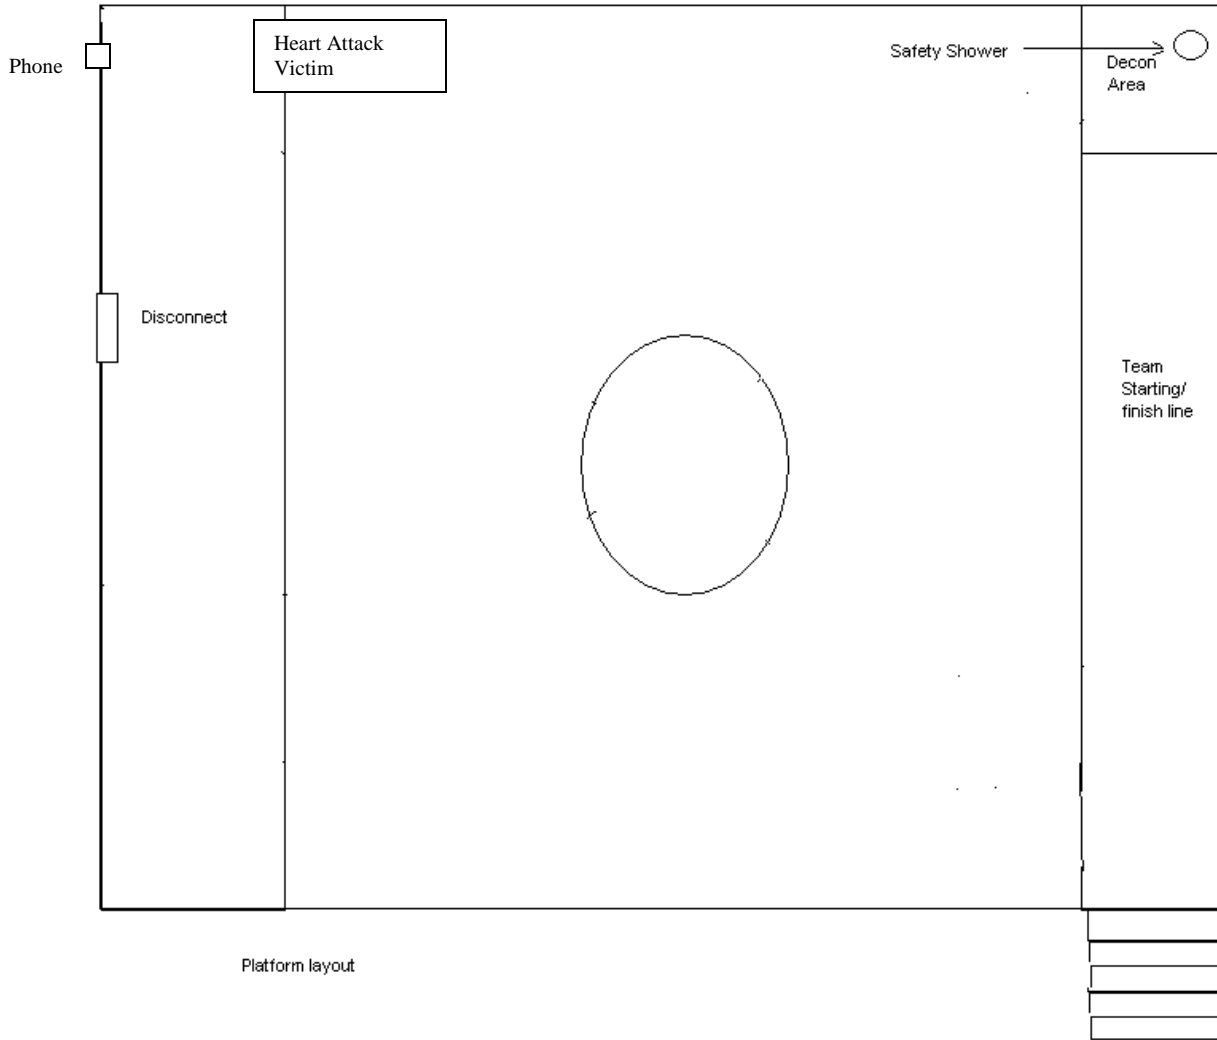 Phone
Heart Attack
Victim
Safety Shower
Decon
Area
Disconnect
Team
Starting/
finish line
Platform layout